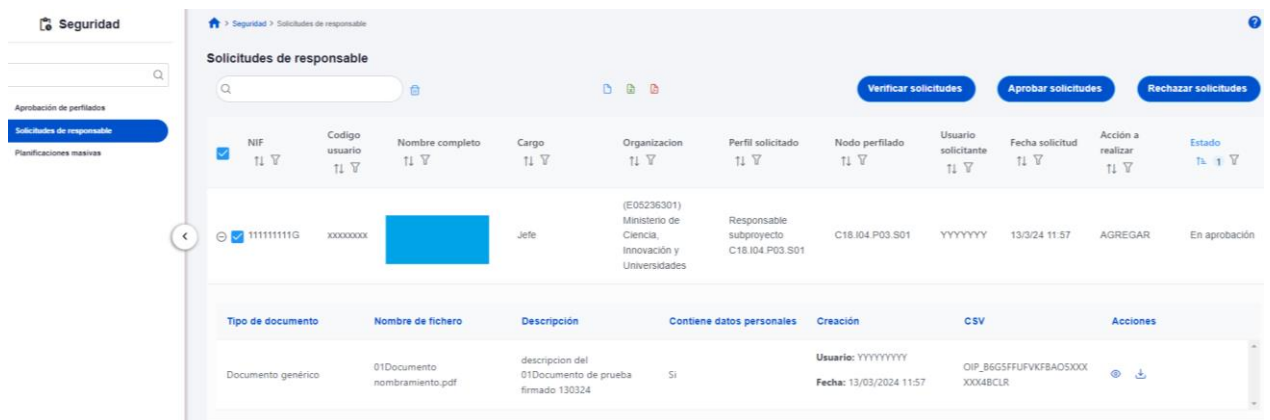 Seguridad
Aprobación de perfilados
Solicitudes de responsable
Planificaciones masivas
> Seguridad > Solicitudes de responsable
Solicitudes de responsable
Verificar solicitudes Aprobar solicitudes Rechazar solicitudes
NIF Codigo usuario Nombre completo Cargo Organizacion Perfil solicitado Nodo perfilado Usuario solicitante Fecha solicitud Acción a realizar Estado
1
111111111G xxxxxxxx Jefe (E05236301) Ministerio de Ciencia, Innovación y Universidades Responsable subproyecto C18.I04.P03.S01 C18.I04.P03.S01 YYYYYYY 13/3/24 11:57 AGREGAR En aprobación
Tipo de documento Nombre de fichero Descripción Contiene datos personales Creación CSV Acciones
Documento genérico 01Documento nombramiento.pdf descripcion del 01Documento de prueba firmado 130324 Si Usuario: YYYYYYYYY Fecha: 13/03/2024 11:57 OIP_B6G5FFUFVKFBAO5XXX XXX4BCLR